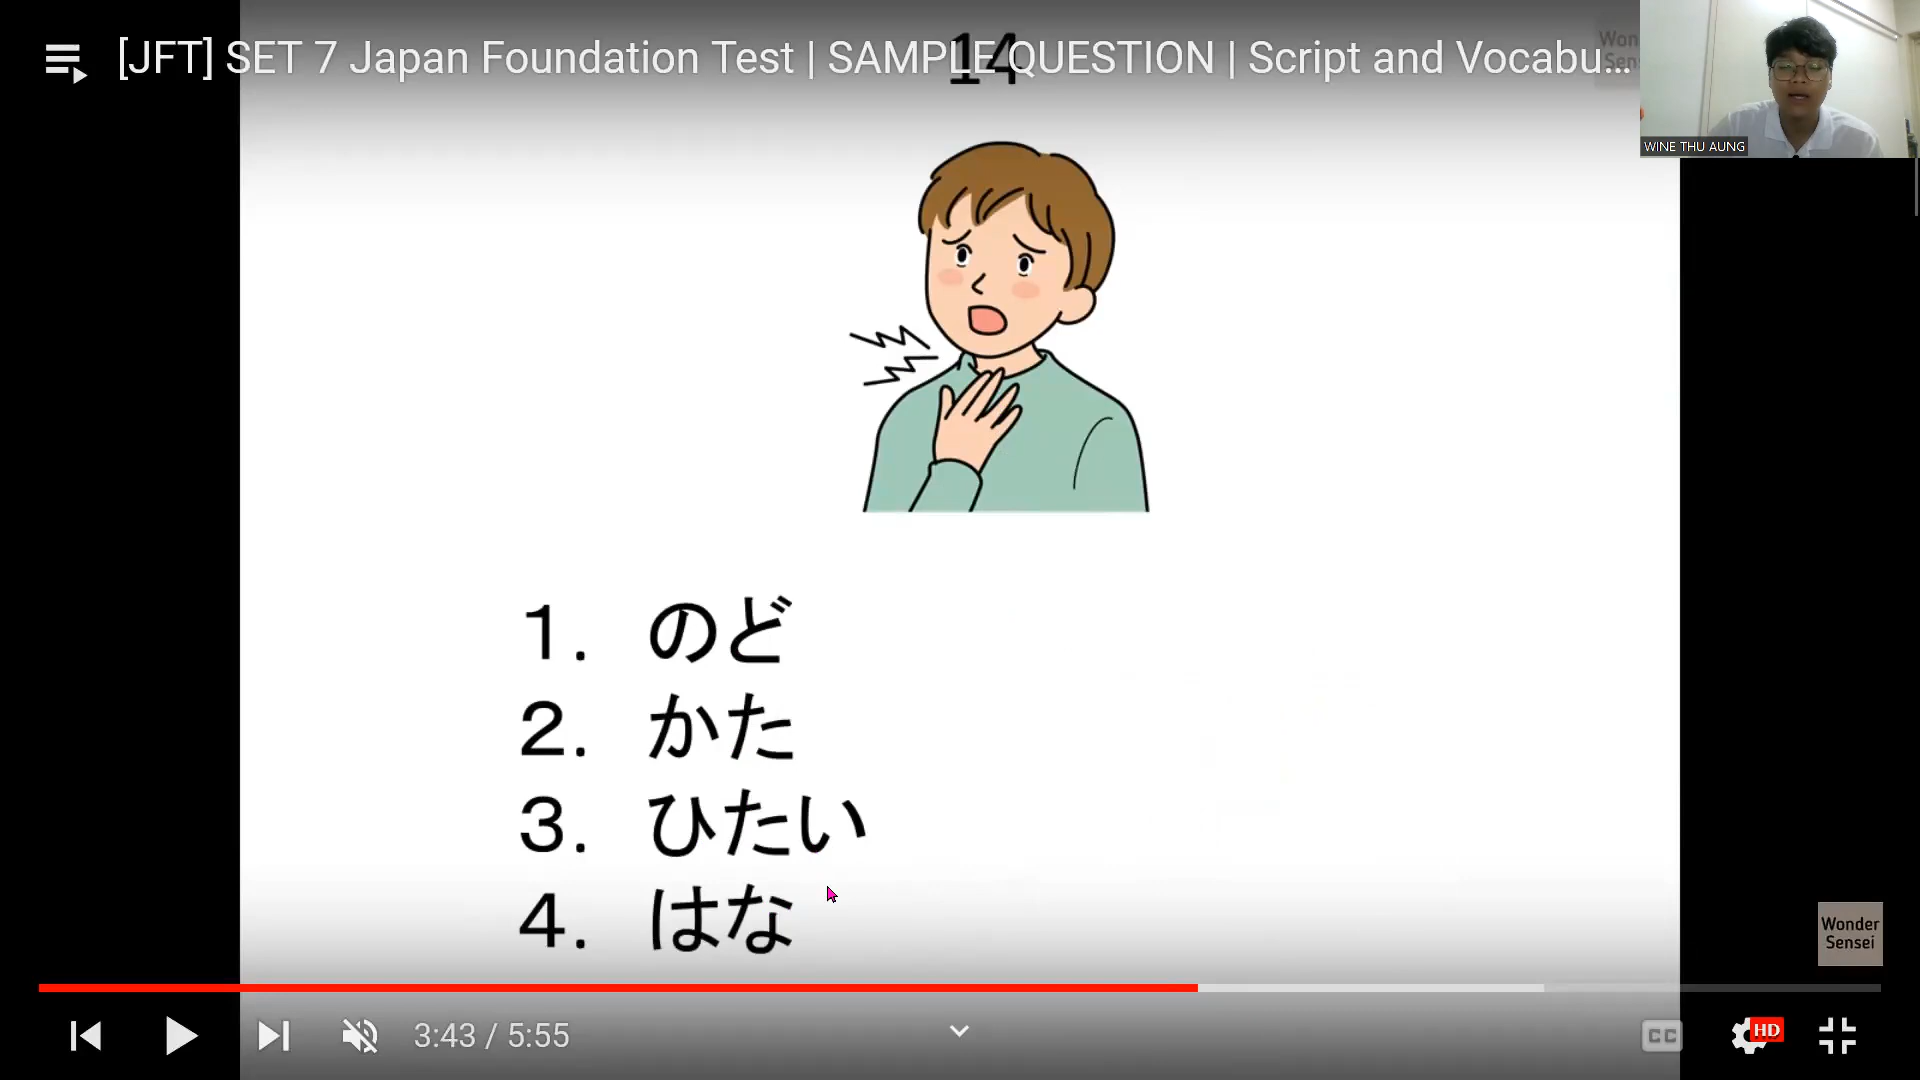 [JFT] SET 7 Japan Foundation Test | SAMPLE QUESTION | Script and Vocabu...
14
WINE THU AUNG
1. のど
2. かた
3. ひたい
4. はな
Wonder
Sensei
3:43 / 5:55
CC
HD